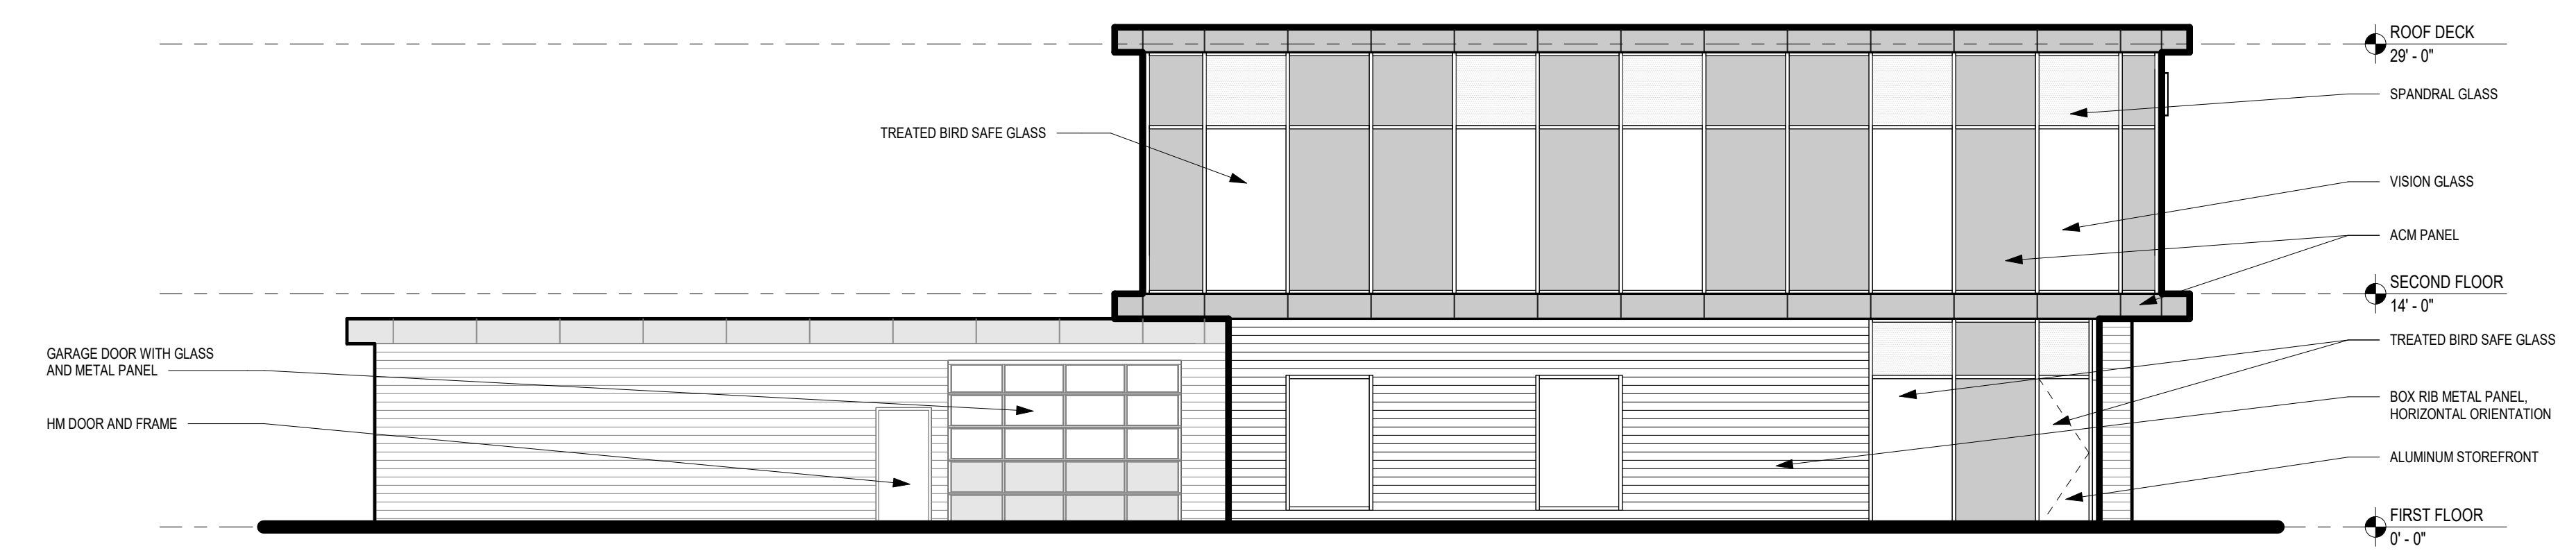 ROOF DECK
29' - 0"
SPANDRAL GLASS
TREATED BIRD SAFE GLASS
VISION GLASS
ACM PANEL
SECOND FLOOR
14' - 0"
GARAGE DOOR WITH GLASS
AND METAL PANEL
HM DOOR AND FRAME
TREATED BIRD SAFE GLASS
BOX RIB METAL PANEL,
HORIZONTAL ORIENTATION
ALUMINUM STOREFRONT
FIRST FLOOR
0' - 0"